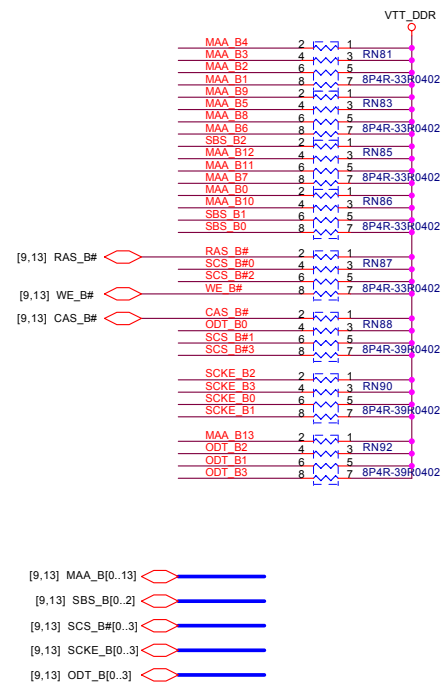 VTT_DDR
MAA_B4 2 1
MAA_B3 4 3 RN81
MAA_B2 6 5
MAA_B1 8 7 8P4R-33R0402
MAA_B9 2 1
MAA_B5 4 3 RN83
MAA_B8 6 5
MAA_B6 8 7 8P4R-33R0402
SBS_B2 2 1
MAA_B12 4 3 RN85
MAA_B11 6 5
MAA_B7 8 7 8P4R-33R0402
MAA_B0 2 1
MAA_B10 4 3 RN86
SBS_B1 6 5
SBS_B0 8 7 8P4R-33R0402
[9,13] RAS_B# RAS_B# 2 1
SCS_B#0 4 3 RN87
SCS_B#2 6 5
[9,13] WE_B# WE_B# 8 7 8P4R-33R0402
[9,13] CAS_B# CAS_B# 2 1
ODT_B0 4 3 RN88
SCS_B#1 6 5
SCS_B#3 8 7 8P4R-39R0402
SCKE_B2 2 1
SCKE_B3 4 3 RN90
SCKE_B0 6 5
SCKE_B1 8 7 8P4R-39R0402
MAA_B13 2 1
ODT_B2 4 3 RN92
ODT_B1 6 5
ODT_B3 8 7 8P4R-39R0402
[9,13] MAA_B[0..13]
[9,13] SBS_B[0..2]
[9,13] SCS_B#[0..3]
[9,13] SCKE_B[0..3]
[9,13] ODT_B[0..3]